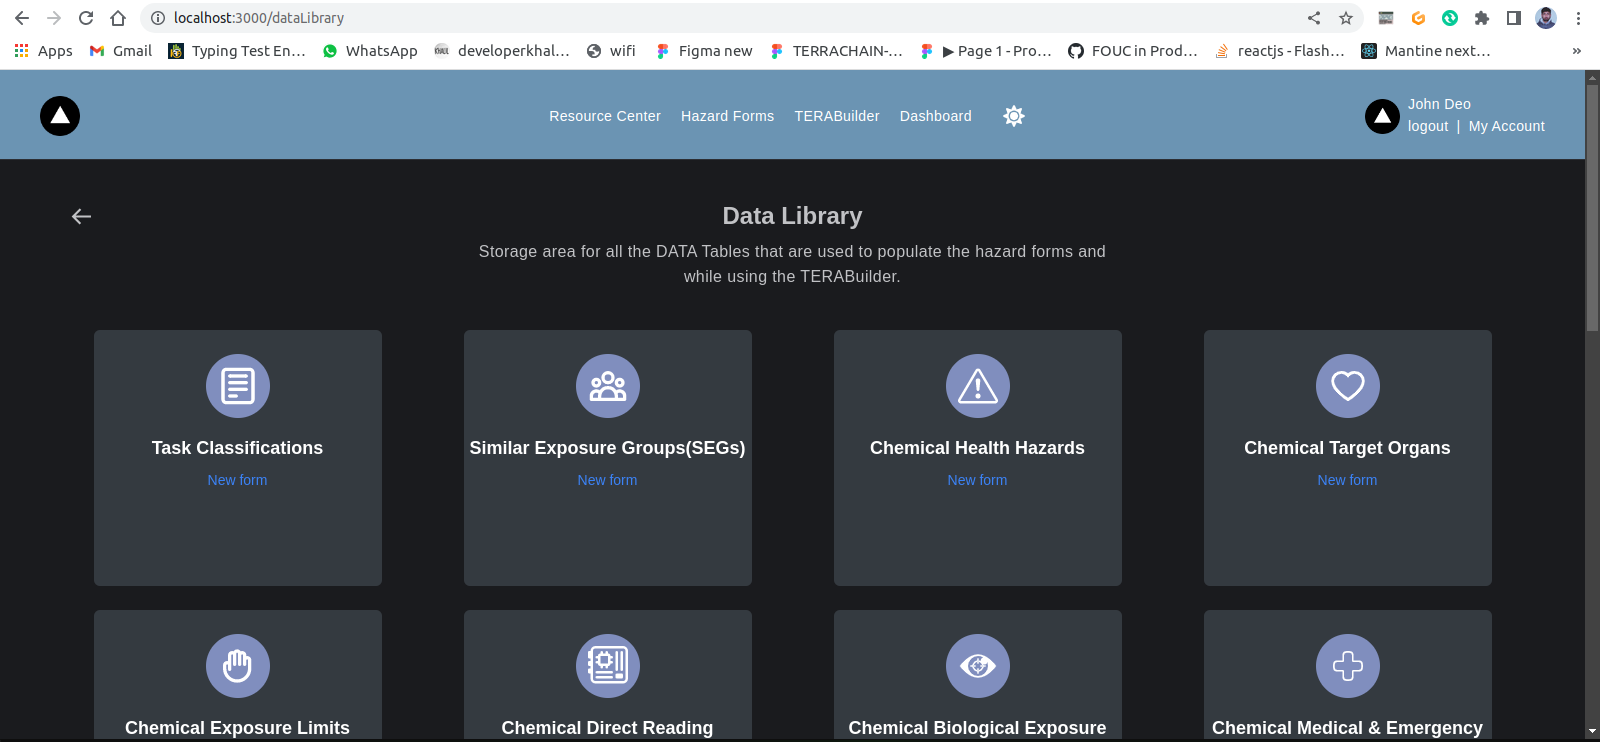 localhost:3000/dataLibrary
Apps Gmail Typing Test En... WhatsApp developerkhal... wifi Figma new TERRACHAIN-... ▶ Page 1 - Pro... FOUC in Prod... reactjs - Flash... Mantine next... »
Resource Center Hazard Forms TERABuilder Dashboard
John Deo
logout | My Account
Data Library
Storage area for all the DATA Tables that are used to populate the hazard forms and
while using the TERABuilder.
Task Classifications Similar Exposure Groups(SEGs) Chemical Health Hazards Chemical Target Organs
New form New form New form New form
Chemical Exposure Limits Chemical Direct Reading Chemical Biological Exposure Chemical Medical & Emergency